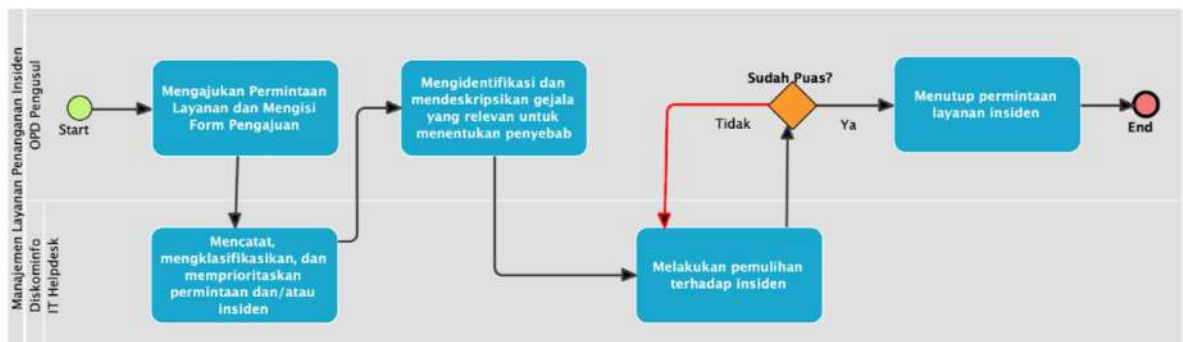 Manajemen Layanan Penanganan Insiden
OPD Pengusul
Start
Mengajukan Permintaan
Layanan dan Mengisi
Form Pengajuan
Mengidentifikasi dan
mendeskripsikan gejala
yang relevan untuk
menentukan penyebab
Sudah Puas?
Tidak
Ya
Menutup permintaan
layanan insiden
End
Diskominfo
IT Helpdesk
Mencatat,
mengklasifikasikan, dan
memprioritaskan
permintaan dan/atau
insiden
Melakukan pemulihan
terhadap insiden